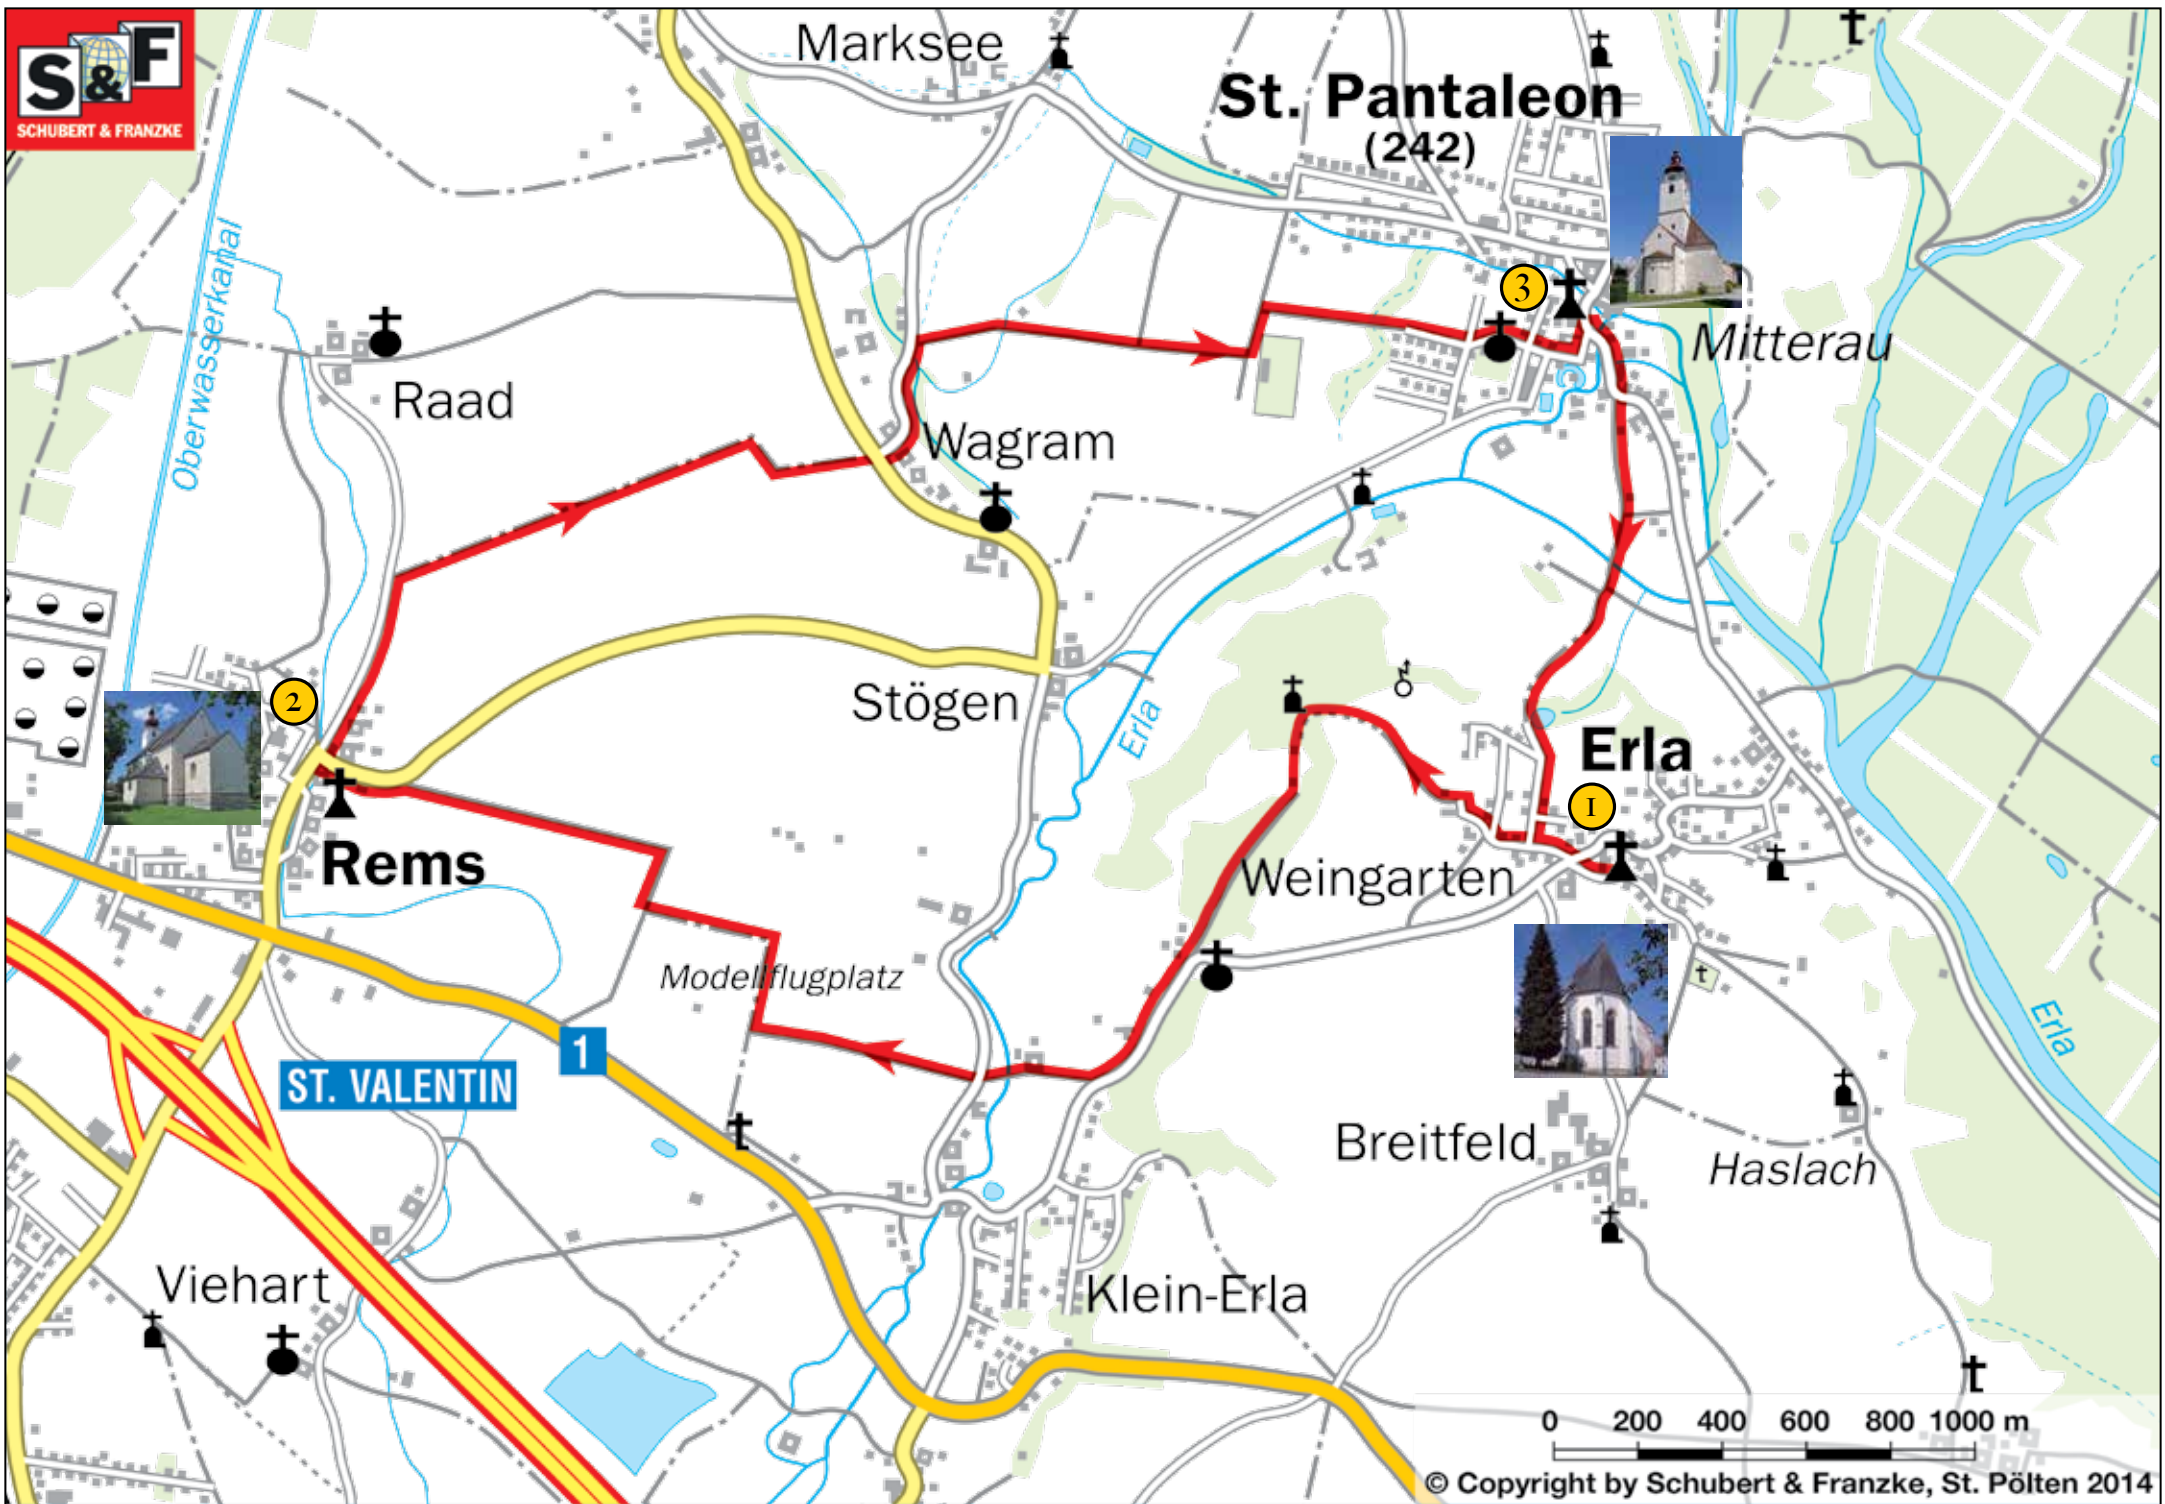 S&F
SCHUBERT & FRANZKE
Marksee
St. Pantaleon
(242)
Oberwasserkanal
3
Mitterau
Raad
Wagram
2
Stögen
Erla
Erla
1
Rems
Weingarten
Modellflugplatz
Erla
1
ST. VALENTIN
Breitfeld
Haslach
Viehart
Klein-Erla
0 200 400 600 800 1000 m
© Copyright by Schubert & Franzke, St. Pölten 2014